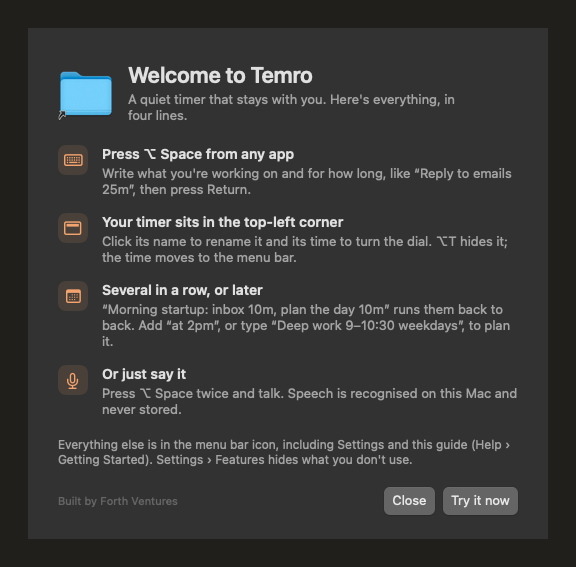 Welcome to Temro
A quiet timer that stays with you. Here's everything, in
four lines.
Press ⌥ Space from any app
Write what you're working on and for how long, like “Reply to emails
25m”, then press Return.
Your timer sits in the top-left corner
Click its name to rename it and its time to turn the dial. ⌥T hides it;
the time moves to the menu bar.
Several in a row, or later
“Morning startup: inbox 10m, plan the day 10m” runs them back to
back. Add “at 2pm”, or type “Deep work 9–10:30 weekdays”, to plan
it.
Or just say it
Press ⌥ Space twice and talk. Speech is recognised on this Mac and
never stored.
Everything else is in the menu bar icon, including Settings and this guide (Help ›
Getting Started). Settings › Features hides what you don't use.
Built by Forth Ventures
Close
Try it now